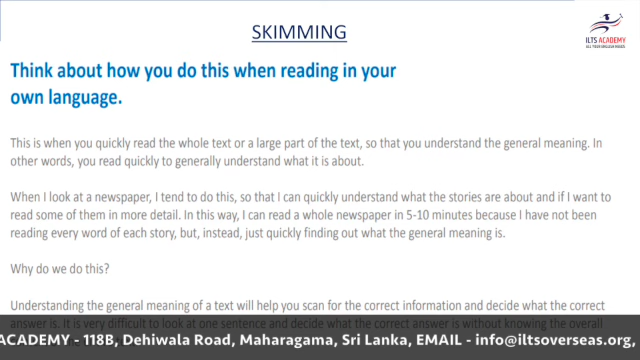 SKIMMING
ILTS ACADEMY
ALL YOUR ENGLISH NEEDS
Think about how you do this when reading in your
own language.
This is when you quickly read the whole text or a large part of the text, so that you understand the general meaning. In
other words, you read quickly to generally understand what it is about.
When I look at a newspaper, I tend to do this, so that I can quickly understand what the stories are about and if I want to
read some of them in more detail. In this way, I can read a whole newspaper in 5-10 minutes because I have not been
reading every word of each story, but, instead, just quickly finding out what the general meaning is.
Why do we do this?
Understanding the general meaning of a text will help you scan for the correct information and decide what the correct
answer is. It is very difficult to look at one sentence and decide what the correct answer is without knowing the overall
ACADEMY - 118B, Dehiwala Road, Maharagama, Sri Lanka, EMAIL - info@iltsoverseas.org,